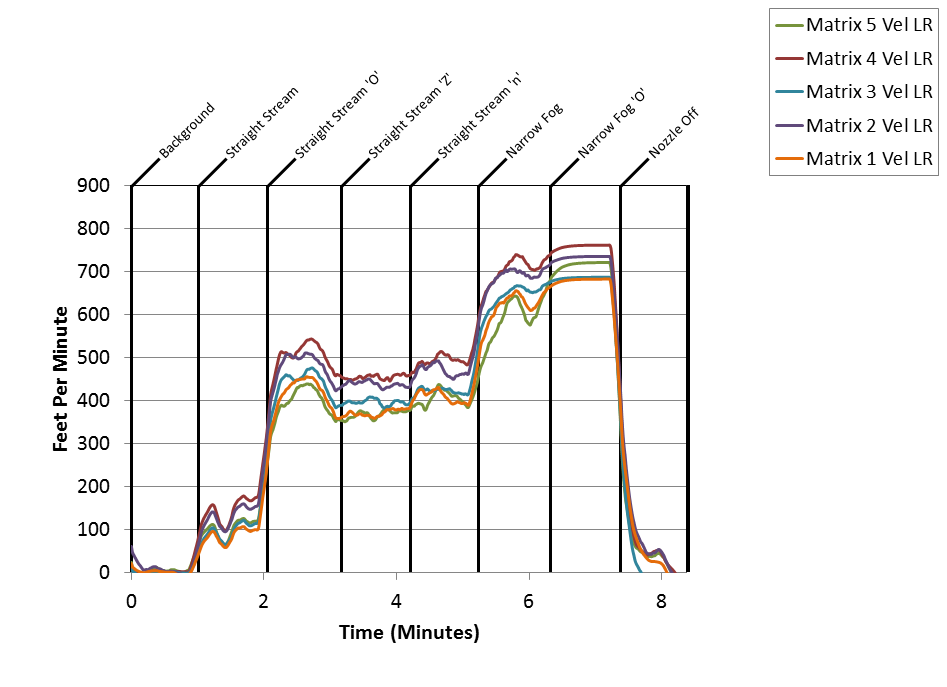 Matrix 5 Vel LR
Matrix 4 Vel LR
Matrix 3 Vel LR
Matrix 2 Vel LR
Matrix 1 Vel LR
Background
Straight Stream
Straight Stream 'O'
Straight Stream 'Z'
Straight Stream 'n'
Narrow Fog
Narrow Fog 'O'
Nozzle Off
900
800
700
600
500
400
300
200
100
0
Feet Per Minute
0 2 4 6 8
Time (Minutes)